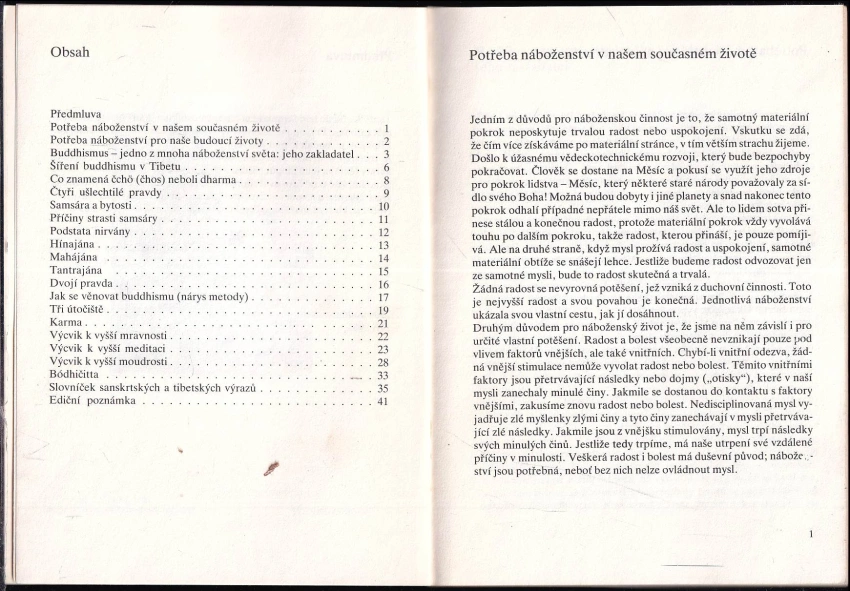 Obsah
Předmluva
Potřeba náboženství v našem současném životě . . . . . . . . . . . 1
Potřeba náboženství pro naše budoucí životy . . . . . . . . . . . . . 2
Buddhismus – jedno z mnoha náboženství světa: jeho zakladatel . . . 3
Šíření buddhismu v Tibetu . . . . . . . . . . . . . . . . . . . . . . 6
Co znamená čchö (čhos) neboli dharma . . . . . . . . . . . . . . . . 8
Čtyři ušlechtilé pravdy . . . . . . . . . . . . . . . . . . . . . . . 9
Samsára a bytosti . . . . . . . . . . . . . . . . . . . . . . . . . . 10
Příčiny strasti samsáry . . . . . . . . . . . . . . . . . . . . . . . 11
Podstata nirvány . . . . . . . . . . . . . . . . . . . . . . . . . . 12
Hínajána . . . . . . . . . . . . . . . . . . . . . . . . . . . . . . 13
Mahájána . . . . . . . . . . . . . . . . . . . . . . . . . . . . . . 14
Tantrajána . . . . . . . . . . . . . . . . . . . . . . . . . . . . . 15
Dvojí pravda . . . . . . . . . . . . . . . . . . . . . . . . . . . . 16
Jak se věnovat buddhismu (nárys metody) . . . . . . . . . . . . . . 17
Tři útočiště . . . . . . . . . . . . . . . . . . . . . . . . . . . . 19
Karma . . . . . . . . . . . . . . . . . . . . . . . . . . . . . . . 21
Výcvik k vyšší mravnosti . . . . . . . . . . . . . . . . . . . . . . 22
Výcvik k vyšší meditaci . . . . . . . . . . . . . . . . . . . . . . . 23
Výcvik k vyšší moudrosti . . . . . . . . . . . . . . . . . . . . . . 28
Bódhičitta . . . . . . . . . . . . . . . . . . . . . . . . . . . . . 33
Slovníček sanskrtských a tibetských výrazů . . . . . . . . . . . . . 35
Ediční poznámka . . . . . . . . . . . . . . . . . . . . . . . . . . 41
Potřeba náboženství v našem současném životě
Jedním z důvodů pro náboženskou činnost je to, že samotný materiální
pokrok neposkytuje trvalou radost nebo uspokojení. Vskutku se zdá,
že čím více získáváme po materiální stránce, v tím větším strachu žijeme.
Došlo k úžasnému vědeckotechnickému rozvoji, který bude bezpochyby
pokračovat. Člověk se dostane na Měsíc a pokusí se využít jeho zdroje
pro pokrok lidstva – Měsíc, který některé staré národy považovaly za sí-
dlo svého Boha! Možná budou dobyty i jiné planety a snad nakonec tento
pokrok odhalí případné nepřátele mimo náš svět. Ale to lidem sotva při-
nese stálou a konečnou radost, protože materiální pokrok vždy vyvolává
touhu po dalším pokroku, takže radost, kterou přináší, je pouze pomíji-
vá. Ale na druhé straně, když mysl prožívá radost a uspokojení, samotné
materiální obtíže se snášejí lehce. Jestliže budeme radost odvozovat jen
ze samotné mysli, bude to radost skutečná a trvalá.
Žádná radost se nevyrovná potěšení, jež vzniká z duchovní činnosti. Toto
je nejvyšší radost a svou povahou je konečná. Jednotlivá náboženství
ukázala svou vlastní cestu, jak jí dosáhnout.
Druhým důvodem pro náboženský život je, že jsme na něm závislí i pro
určité vlastní potěšení. Radost a bolest všeobecně nevznikají pouze pod
vlivem faktorů vnějších, ale také vnitřních. Chybí-li vnitřní odezva, žád-
ná vnější stimulace nemůže vyvolat radost nebo bolest. Těmito vnitřními
faktory jsou přetrvávající následky nebo dojmy („otisky“), které v naší
mysli zanechaly minulé činy. Jakmile se dostanou do kontaktu s faktory
vnějšími, zakusíme znovu radost nebo bolest. Nedisciplinovaná mysl vy-
jadřuje zlé myšlenky zlými činy a tyto činy zanechávají v mysli přetrváva-
jící zlé následky. Jakmile jsou z vnějšku stimulovány, mysl trpí následky
svých minulých činů. Jestliže tedy trpíme, má naše utrpení své vzdálené
příčiny v minulosti. Veškerá radost i bolest má duševní původ; nábože-
ství jsou potřebná, neboť bez nich nelze ovládnout mysl.
1